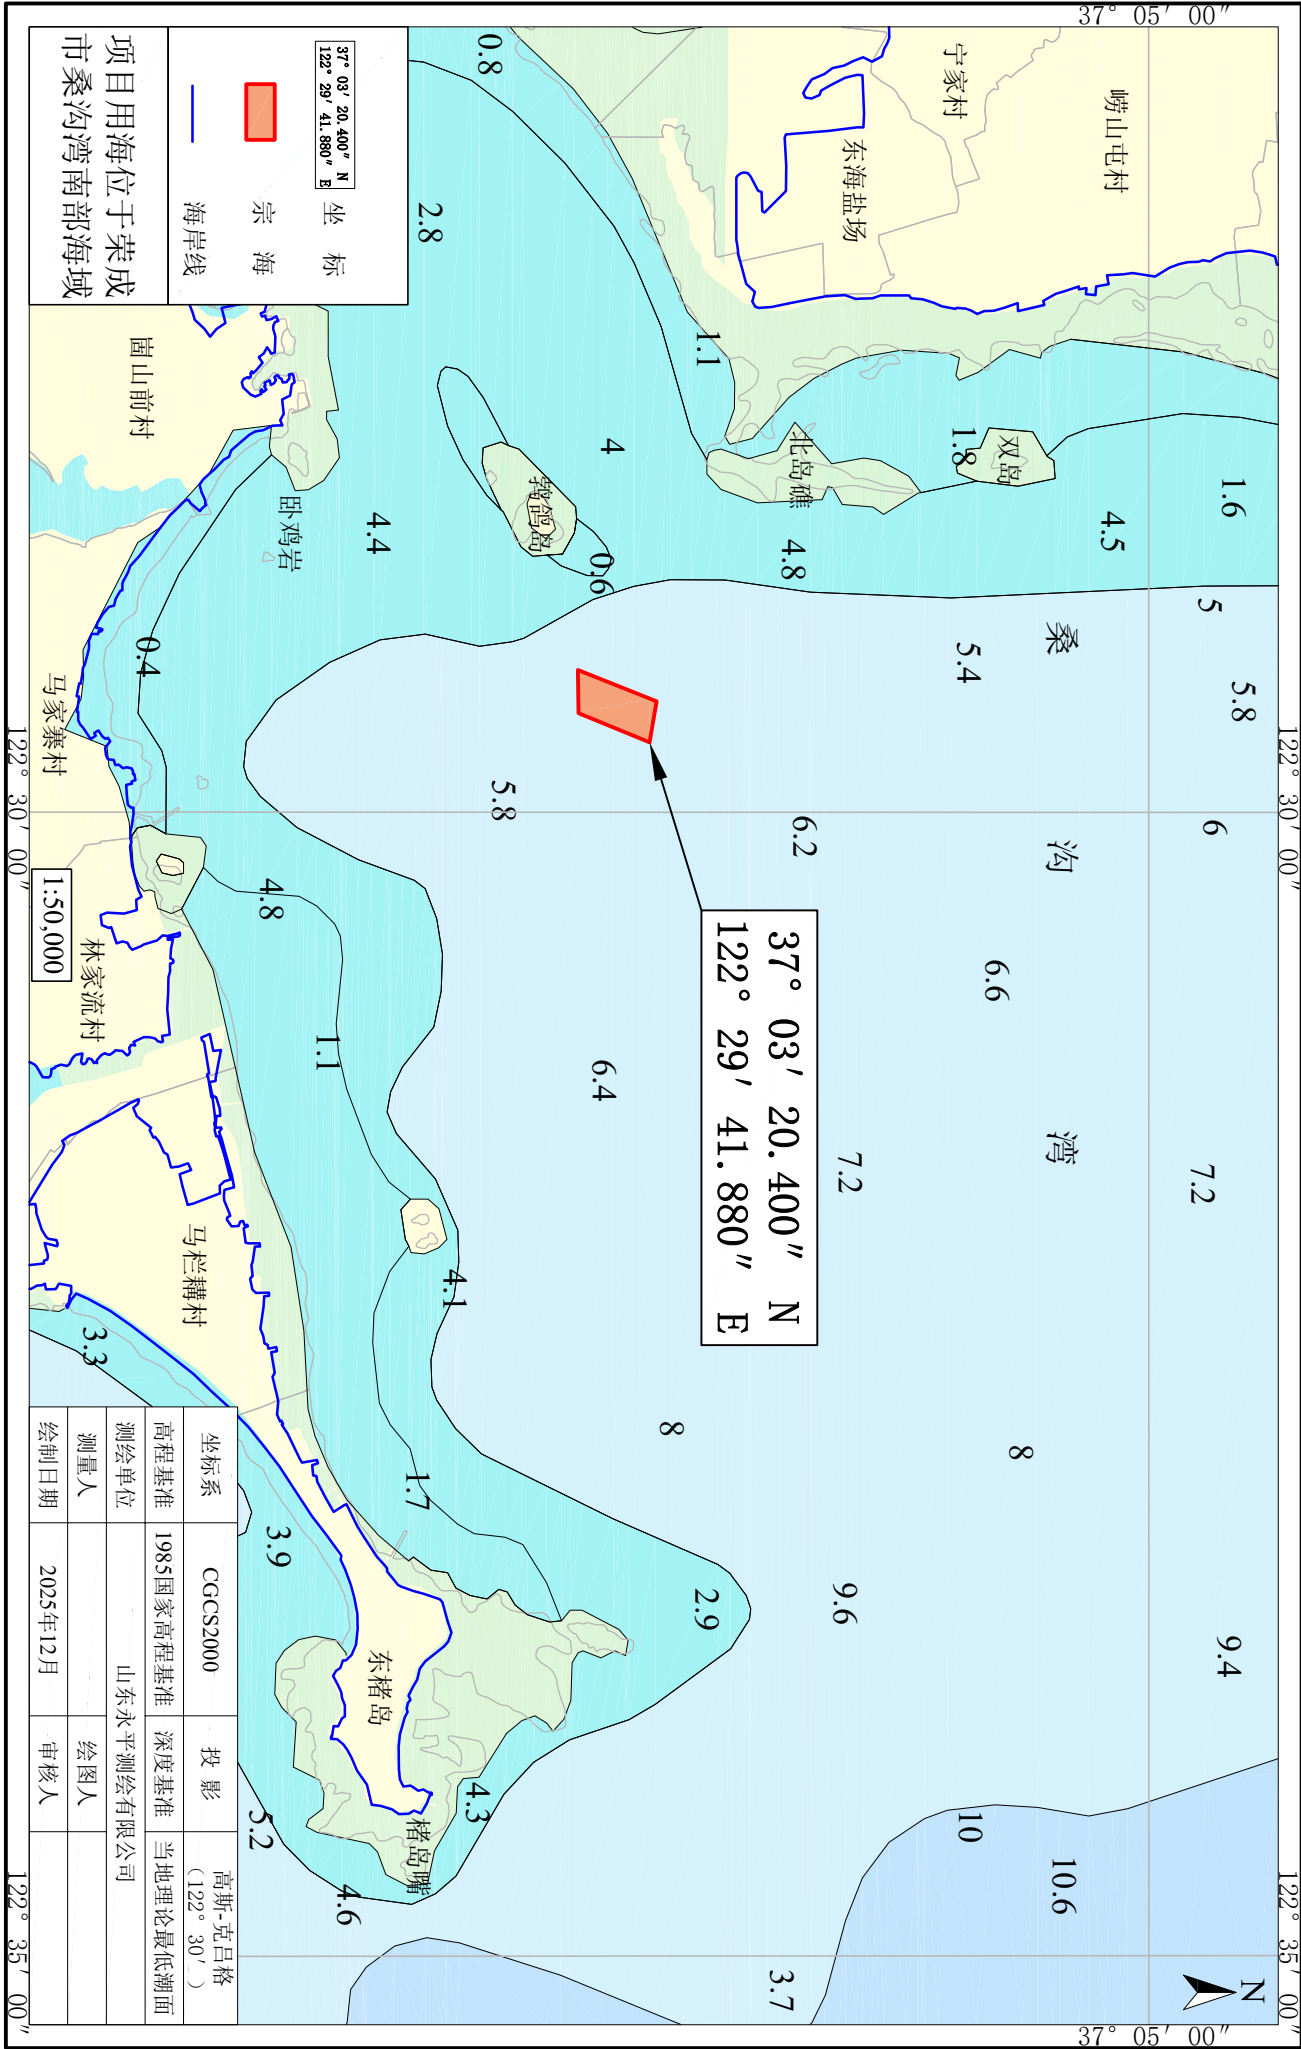 37° 05′ 00″
122° 30′ 00″
122° 35′ 00″
宁家村
崂山屯村
东海盐场
0.8
2.8
1.1
4
北岛礁
双岛
1.8
1.6
4.5
4.8
0.6
鹁鸽岛
4.4
卧鸡岩
崮山前村
0.4
马家寨村
5
5.8
5.4
桑
沟
湾
6
6.2
5.8
6.6
6.4
7.2
7.2
37° 03′ 20.400″ N
122° 29′ 41.880″ E
4.8
1.1
林家流村
马栏耩村
4.1
3.3
8
8
1.7
3.9
2.9
9.6
9.4
东楮岛
楮岛嘴
4.3
5.2
4.6
10
10.6
3.7
N
37° 03′ 20.400″ N
122° 29′ 41.880″ E
坐 标
宗 海
海岸线
项目用海位于荣成
市桑沟湾南部海域
1:50,000
坐标系 CGCS2000 投 影 高斯-克吕格
(122° 30′ )
高程基准 1985国家高程基准 深度基准 当地理论最低潮面
测绘单位 山东永平测绘有限公司
测量人 绘图人
绘制日期 2025年12月 审核人
122° 30′ 00″
122° 35′ 00″
37° 05′ 00″